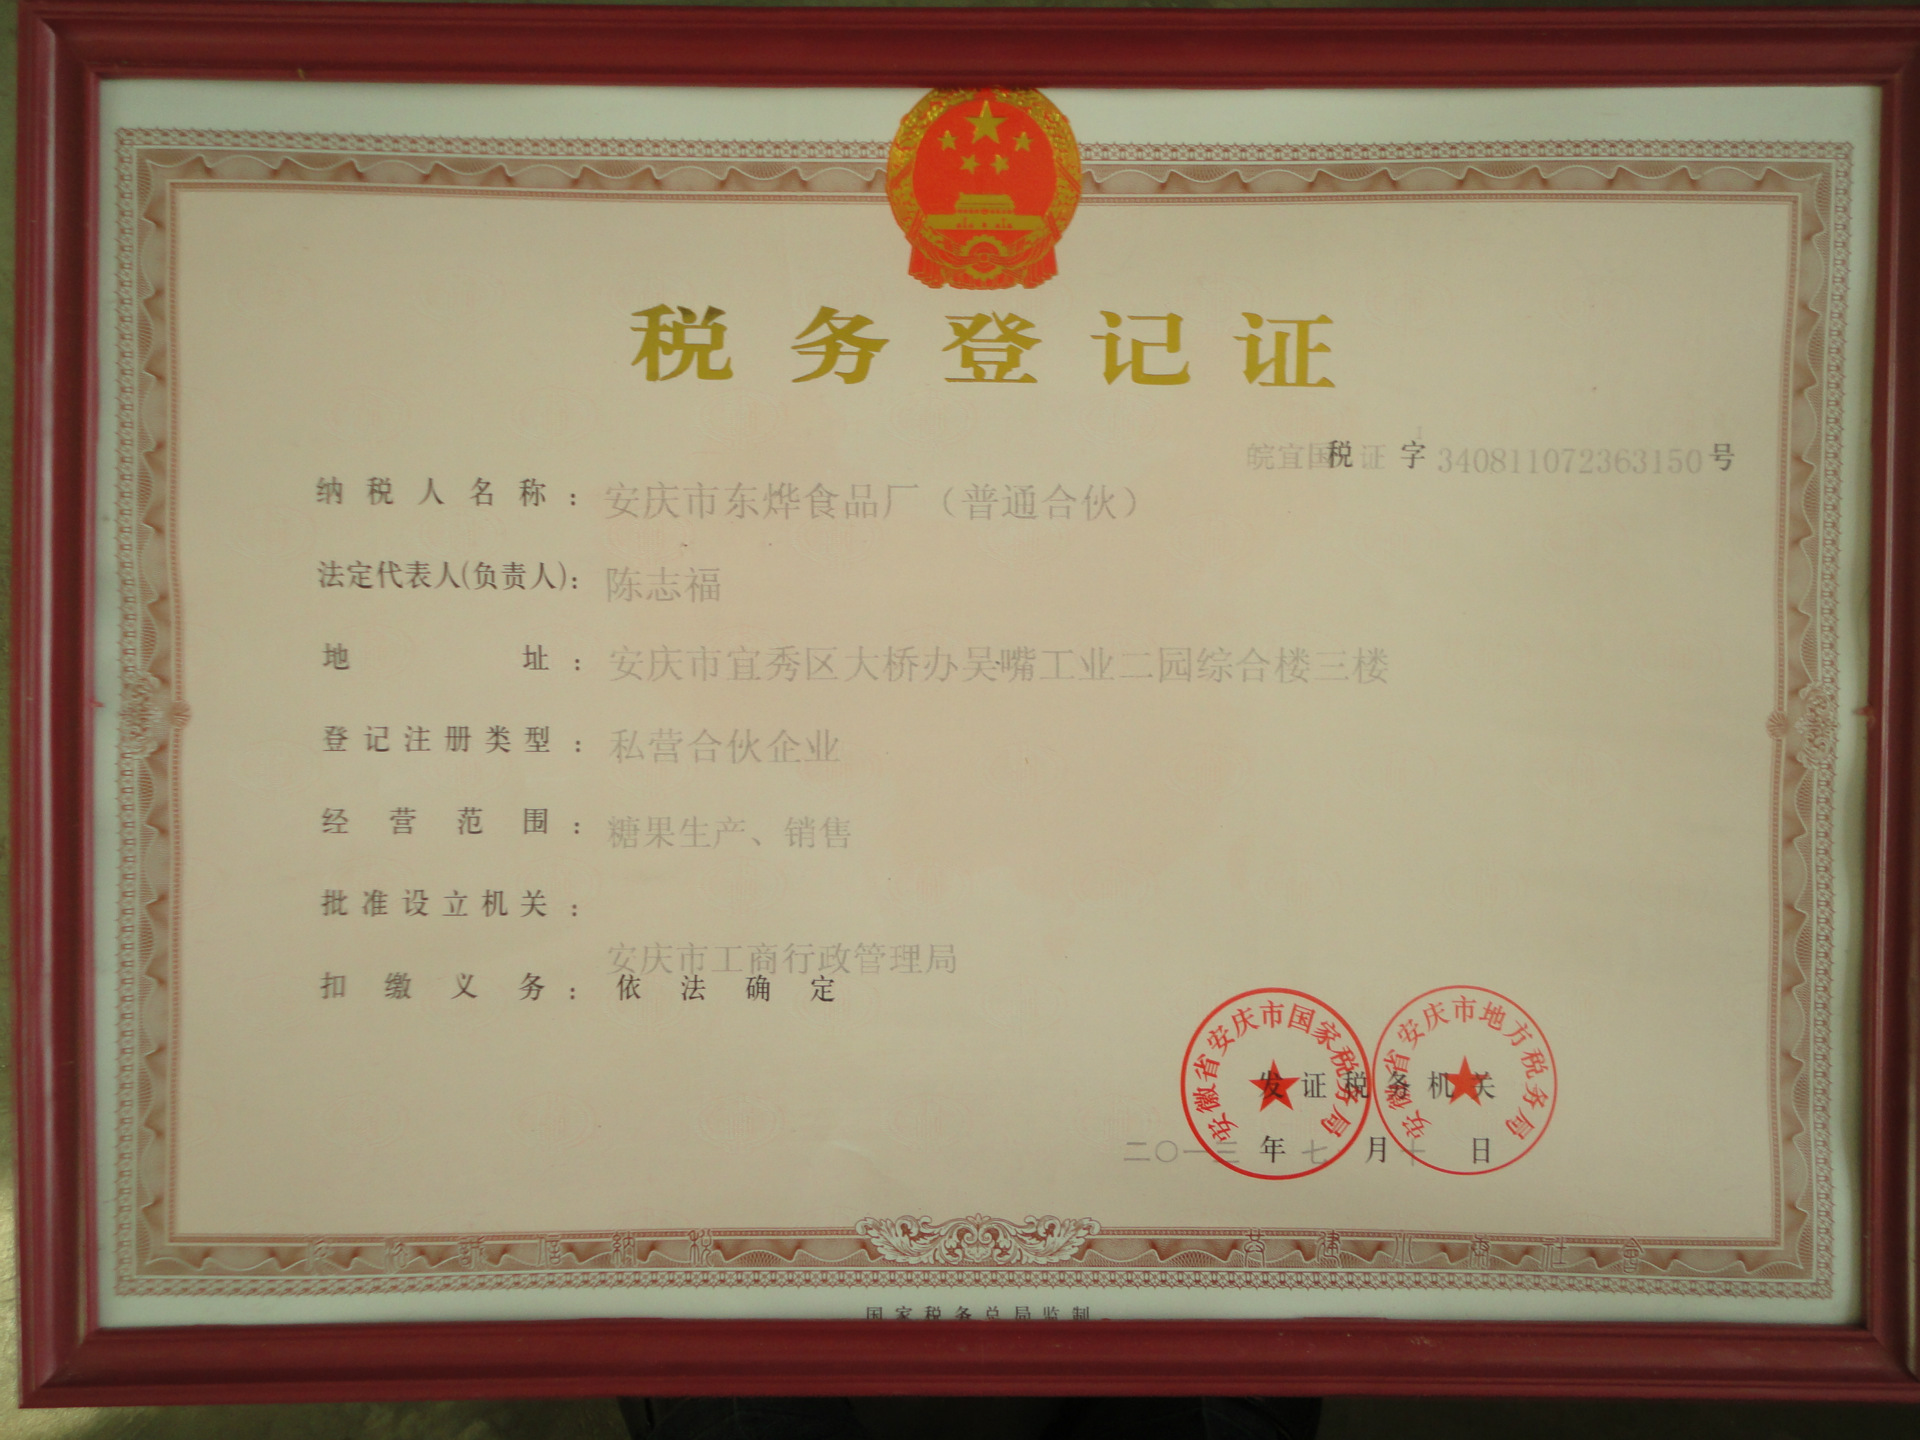 税务登记证
皖宜国税证字340811072363150号
纳税人名称：安庆市东烨食品厂（普通合伙）
法定代表人(负责人)：陈志福
地址：安庆市宜秀区大桥办吴嘴工业二园综合楼三楼
登记注册类型：私营合伙企业
经营范围：糖果生产、销售
批准设立机关：
安庆市工商行政管理局
扣缴义务：依法确定
安徽省安庆市国家税务局
安徽省安庆市地方税务局
发证税务机关
二〇一三年七月十日
誠信納税
共建 社會
国家税务总局监制